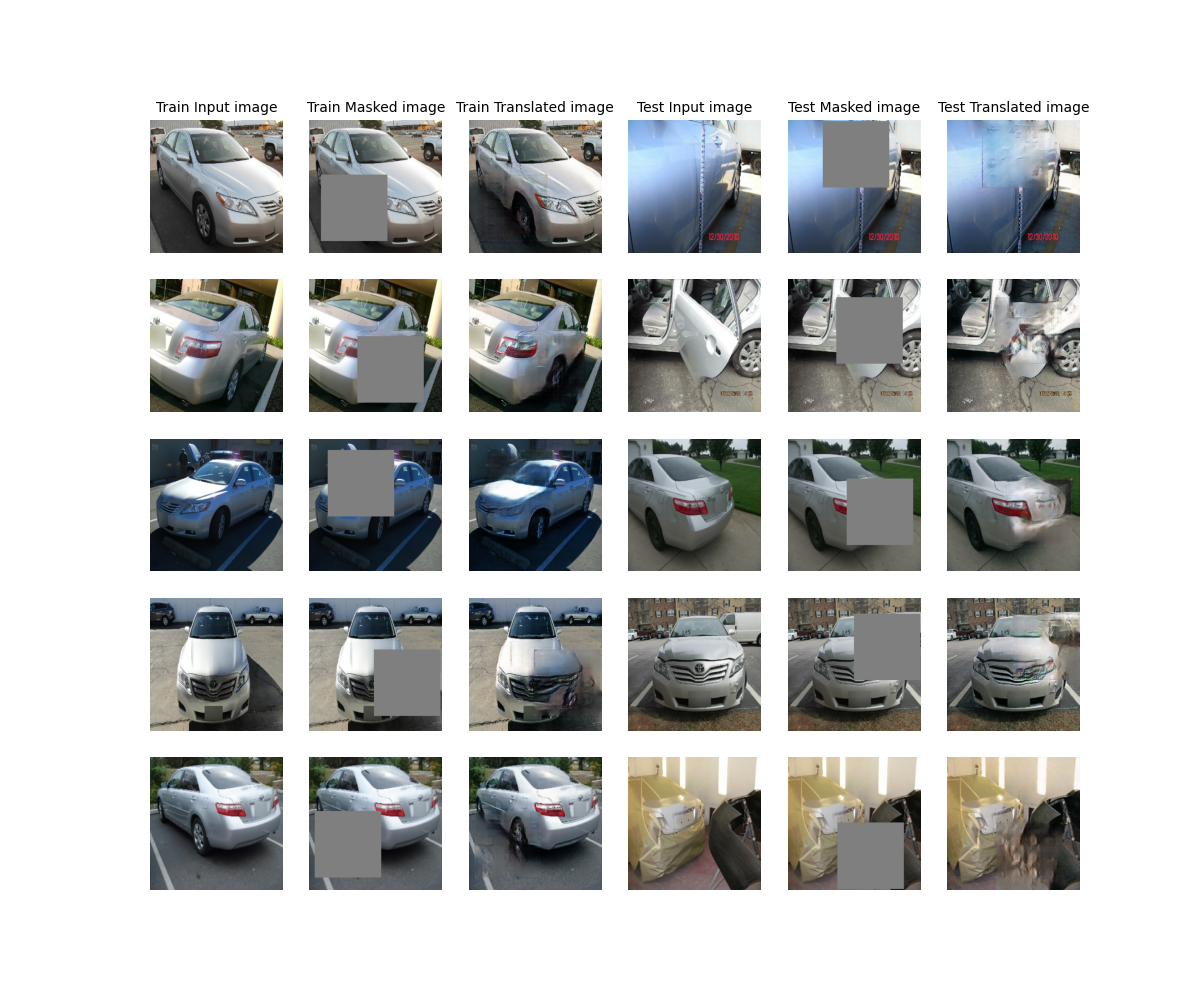 Train Input image
Train Masked image
Train Translated image
Test Input image
Test Masked image
Test Translated image
12/30/2010
12/30/2010
12/30/2010